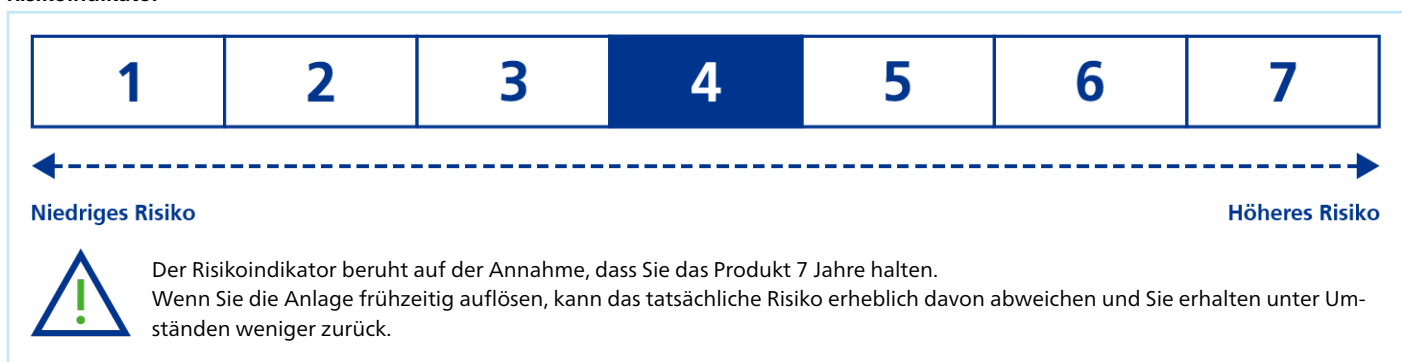 1 2 3 4 5 6 7
Niedriges Risiko Höheres Risiko
Der Risikoindikator beruht auf der Annahme, dass Sie das Produkt 7 Jahre halten.
Wenn Sie die Anlage frühzeitig auflösen, kann das tatsächliche Risiko erheblich davon abweichen und Sie erhalten unter Um-
ständen weniger zurück.